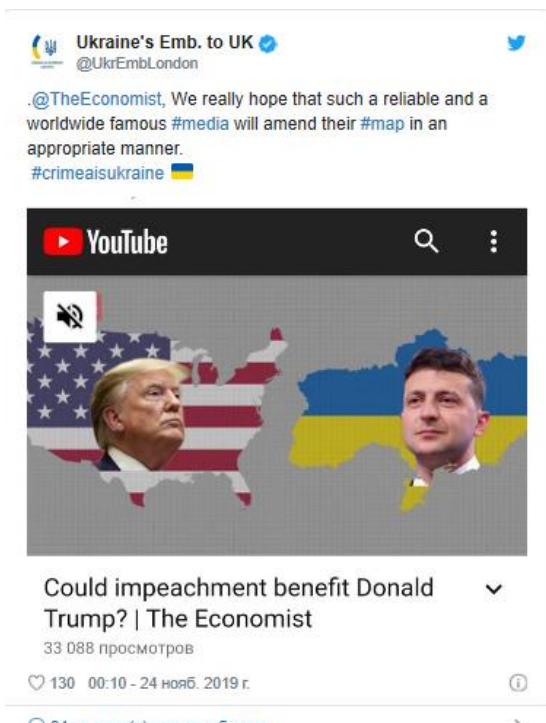 Ukraine's Emb. to UK
@UkrEmbLondon
.@TheEconomist, We really hope that such a reliable and a
worldwide famous #media will amend their #map in an
appropriate manner.
#crimeaisukraine
YouTube
Could impeachment benefit Donald
Trump? | The Economist
33 088 просмотров
130 00:10 - 24 нояб. 2019 г.